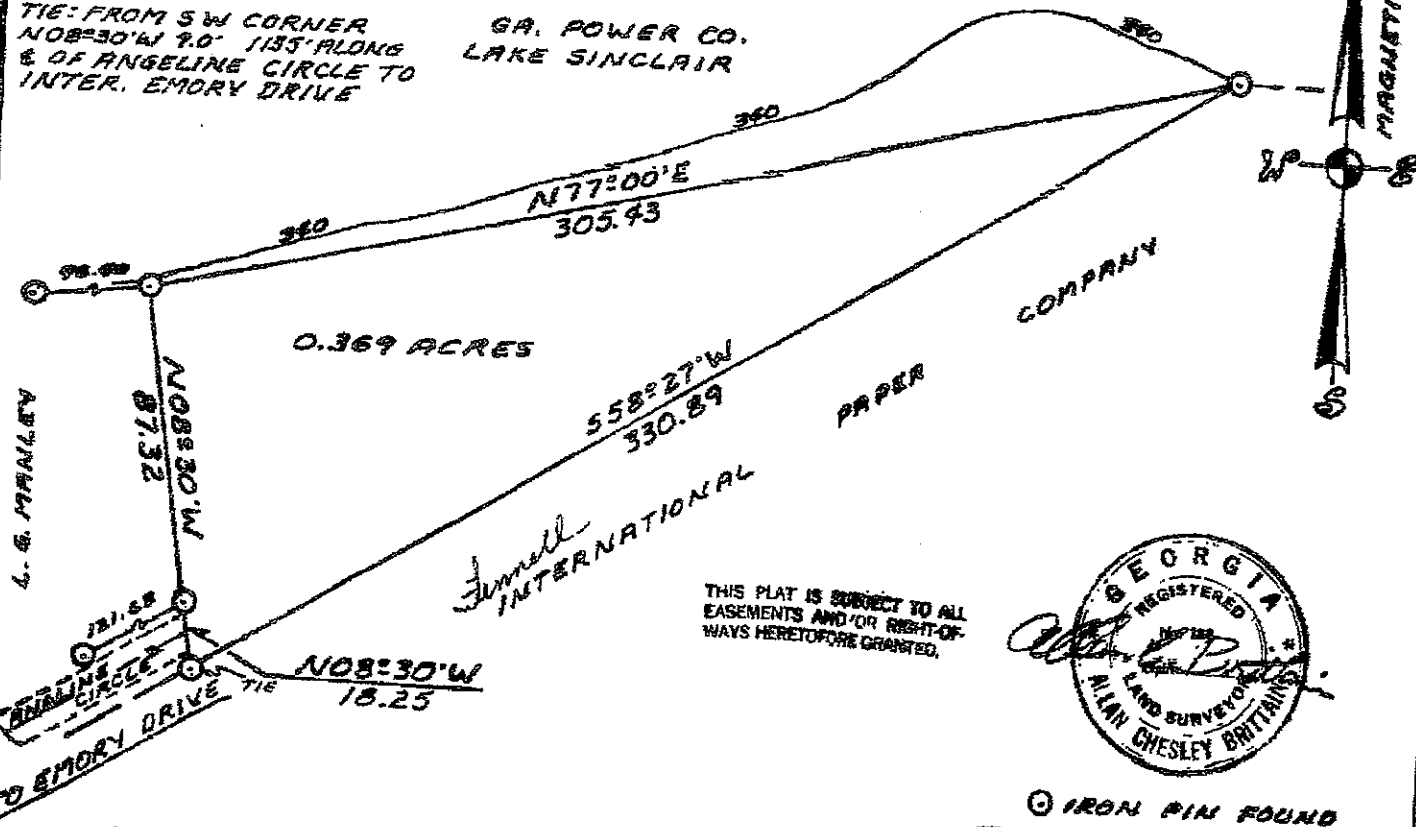 TIE: FROM SW CORNER
N08°30'W 9.0' 1135' ALONG
℄ OF ANGELINE CIRCLE TO
INTER. EMORY DRIVE
GA. POWER CO.
LAKE SINCLAIR
340
340
340
MAGNETI
W
S
N77°00'E
305.43
0.369 ACRES
N08°30'W
87.32
L. G. MANLEY
S58°27'W
330.89
INTERNATIONAL
PAPER
COMPANY
CIRCLE
TIE
N08°30'W
18.25
TO EMORY DRIVE
THIS PLAT IS SUBJECT TO ALL
EASEMENTS AND/OR RIGHT-OF-
WAYS HERETOFORE GRANTED.
GEORGIA
REGISTERED
LAND SURVEYOR
ALLAN CHESLEY BRITTAIN
IRON PIN FOUND